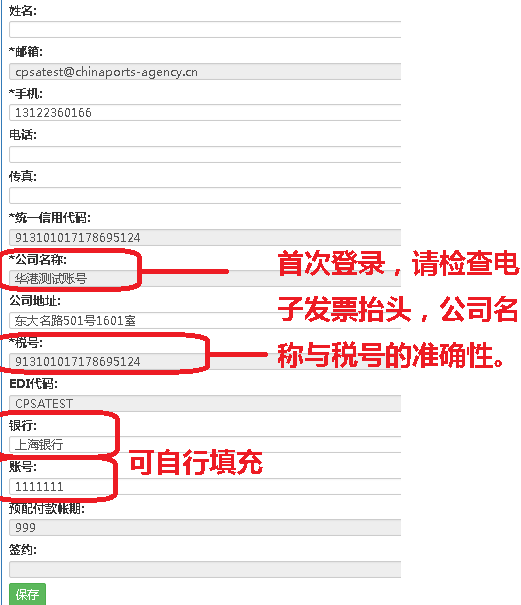 姓名:
*邮箱:
cpsatest@chinaports-agency.cn
*手机:
13122360166
电话:
传真:
*统一信用代码:
913101017178695124
*公司名称:
华港测试账号
首次登录，请检查电
子发票抬头，公司名
称与税号的准确性。
公司地址:
东大名路501号1601室
*税号:
913101017178695124
EDI代码:
CPSATEST
银行:
上海银行
可自行填充
账号:
1111111
预配付款帐期:
999
签约:
保存